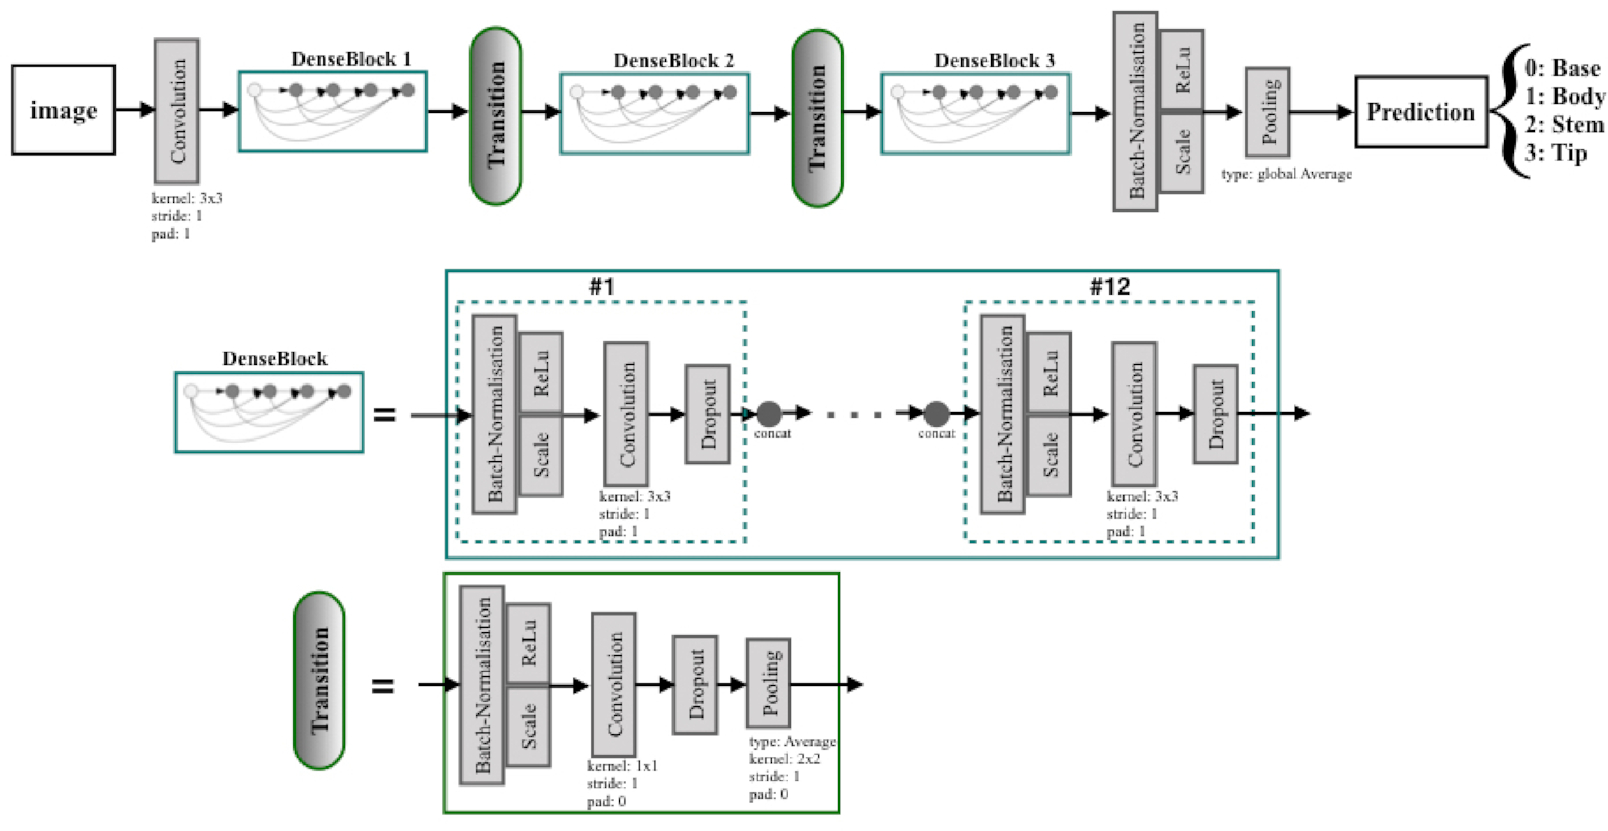 image
Convolution
kernel: 3x3
stride: 1
pad: 1
DenseBlock 1
Transition
DenseBlock 2
Transition
DenseBlock 3
Batch-Normalisation
ReLu
Scale
Pooling
type: global Average
Prediction
0: Base
1: Body
2: Stem
3: Tip
DenseBlock
=
#1
Batch-Normalisation
ReLu
Scale
Convolution
kernel: 3x3
stride: 1
pad: 1
Dropout
concat
. . . .
concat
#12
Batch-Normalisation
ReLu
Scale
Convolution
kernel: 3x3
stride: 1
pad: 1
Dropout
Transition
=
Batch-Normalisation
ReLu
Scale
Convolution
kernel: 1x1
stride: 1
pad: 0
Dropout
Pooling
type: Average
kernel: 2x2
stride: 1
pad: 0